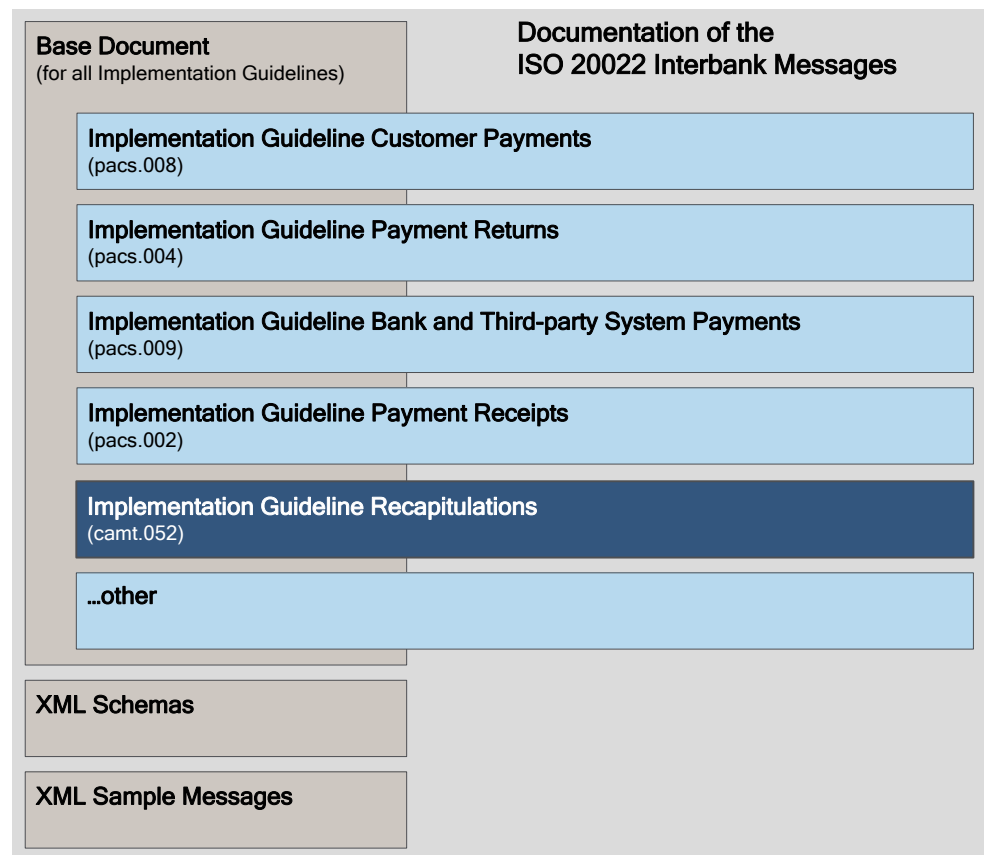 Base Document
(for all Implementation Guidelines)
Documentation of the
ISO 20022 Interbank Messages
Implementation Guideline Customer Payments
(pacs.008)
Implementation Guideline Payment Returns
(pacs.004)
Implementation Guideline Bank and Third-party System Payments
(pacs.009)
Implementation Guideline Payment Receipts
(pacs.002)
Implementation Guideline Recapitulations
(camt.052)
...other
XML Schemas
XML Sample Messages